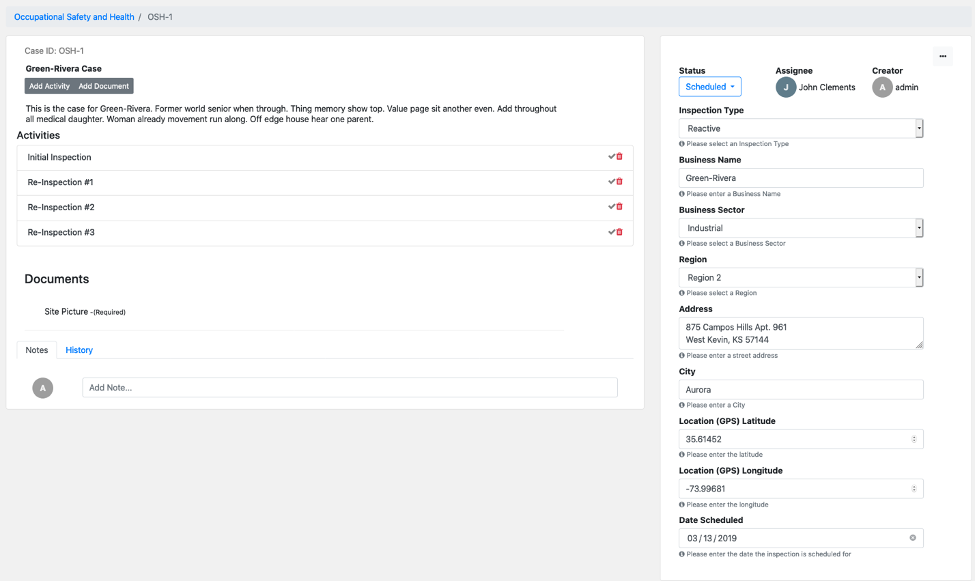 Occupational Safety and Health / OSH-1
Case ID: OSH-1
Green-Rivera Case
Add Activity Add Document
This is the case for Green-Rivera. Former world senior when through. Thing memory show top. Value page sit another even. Add throughout
all medical daughter. Woman already movement run along. Off edge house hear one parent.
Activities
Initial Inspection
Re-Inspection #1
Re-Inspection #2
Re-Inspection #3
Documents
Site Picture -(Required)
Notes History
A Add Note...
Status Assignee Creator
Scheduled J John Clements A admin
Inspection Type
Reactive
Please select an Inspection Type
Business Name
Green-Rivera
Please enter a Business Name
Business Sector
Industrial
Please select a Business Sector
Region
Region 2
Please select a Region
Address
875 Campos Hills Apt. 961
West Kevin, KS 57144
Please enter a street address
City
Aurora
Please enter a City
Location (GPS) Latitude
35.61452
Please enter the latitude
Location (GPS) Longitude
-73.99681
Please enter the longitude
Date Scheduled
03/13/2019
Please enter the date the inspection is scheduled for